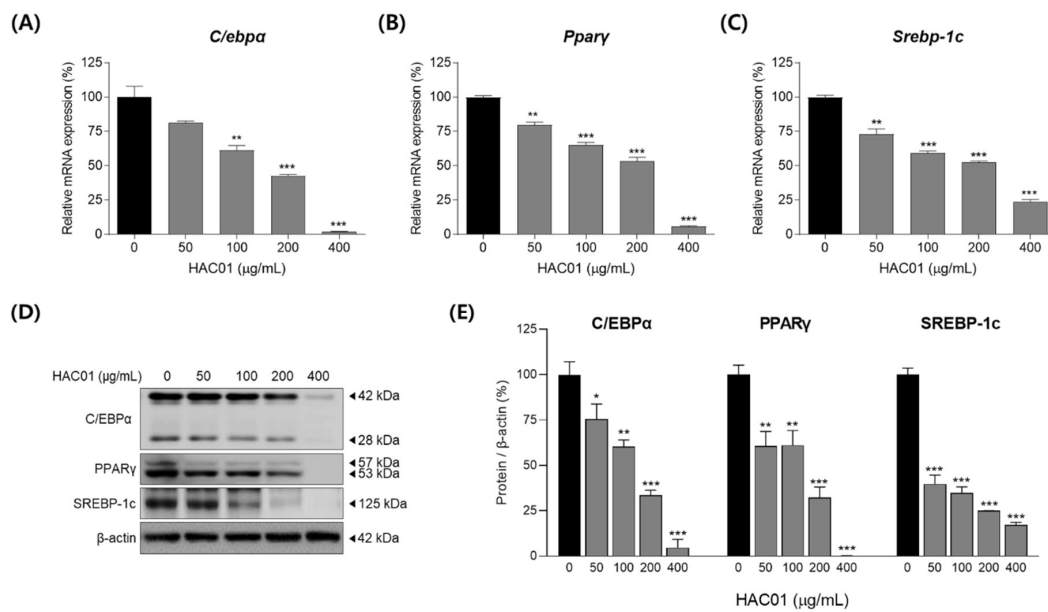 (A)
C/ebpα
Relative mRNA expression (%)
125
100
75
50
25
0
**
***
***
0 50 100 200 400
HAC01 (µg/mL)
(B)
Pparγ
Relative mRNA expression (%)
125
100
75
50
25
0
**
***
***
***
0 50 100 200 400
HAC01 (µg/mL)
(C)
Srebp-1c
Relative mRNA expression (%)
125
100
75
50
25
0
**
***
***
***
0 50 100 200 400
HAC01 (µg/mL)
(D)
HAC01 (µg/mL) 0 50 100 200 400
C/EBPα
42 kDa
28 kDa
PPARγ
57 kDa
53 kDa
SREBP-1c
125 kDa
β-actin
42 kDa
(E)
C/EBPα PPARγ SREBP-1c
Protein / β-actin (%)
125
100
75
50
25
0
* ** *** ***
** ** *** ***
*** *** *** ***
0 50 100 200 400 0 50 100 200 400 0 50 100 200 400
HAC01 (µg/mL)